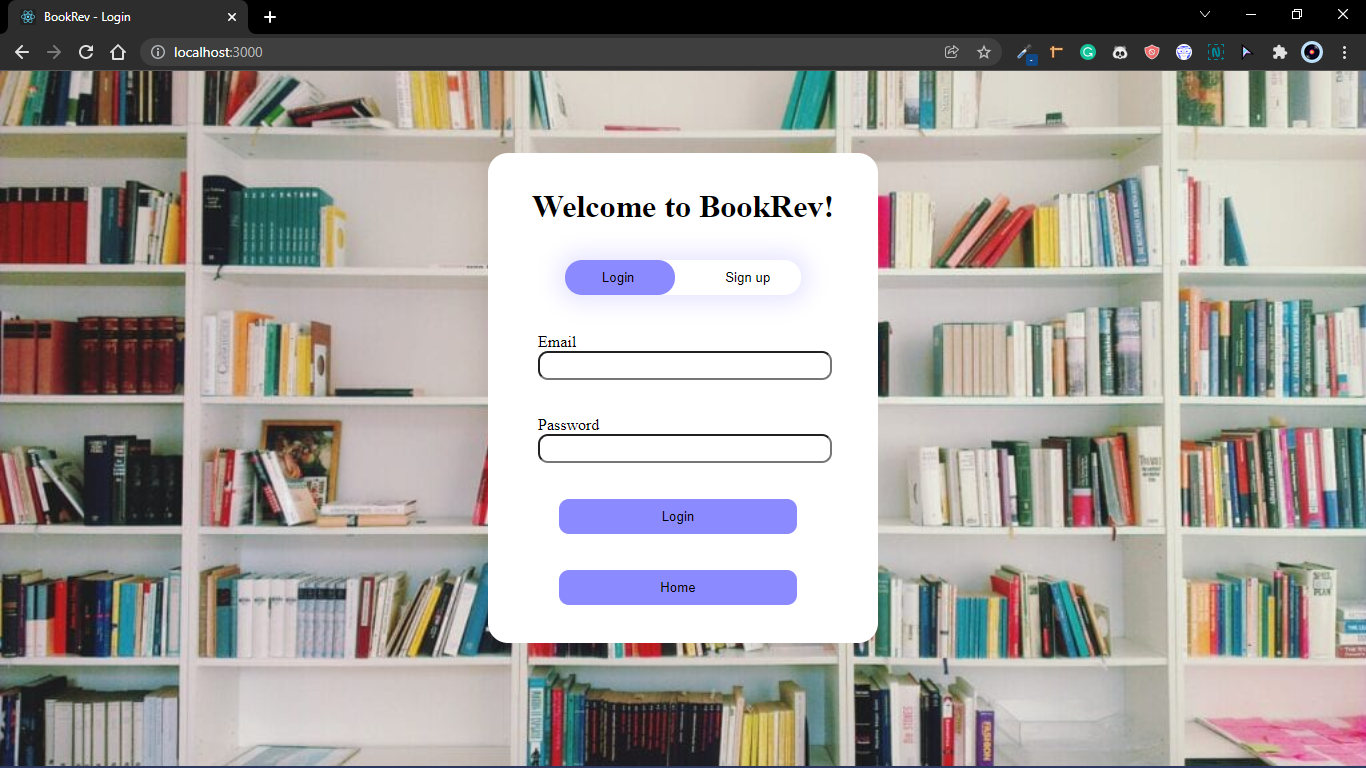 BookRev - Login
localhost:3000
Welcome to BookRev!
Login
Sign up
Email
Password
Login
Home